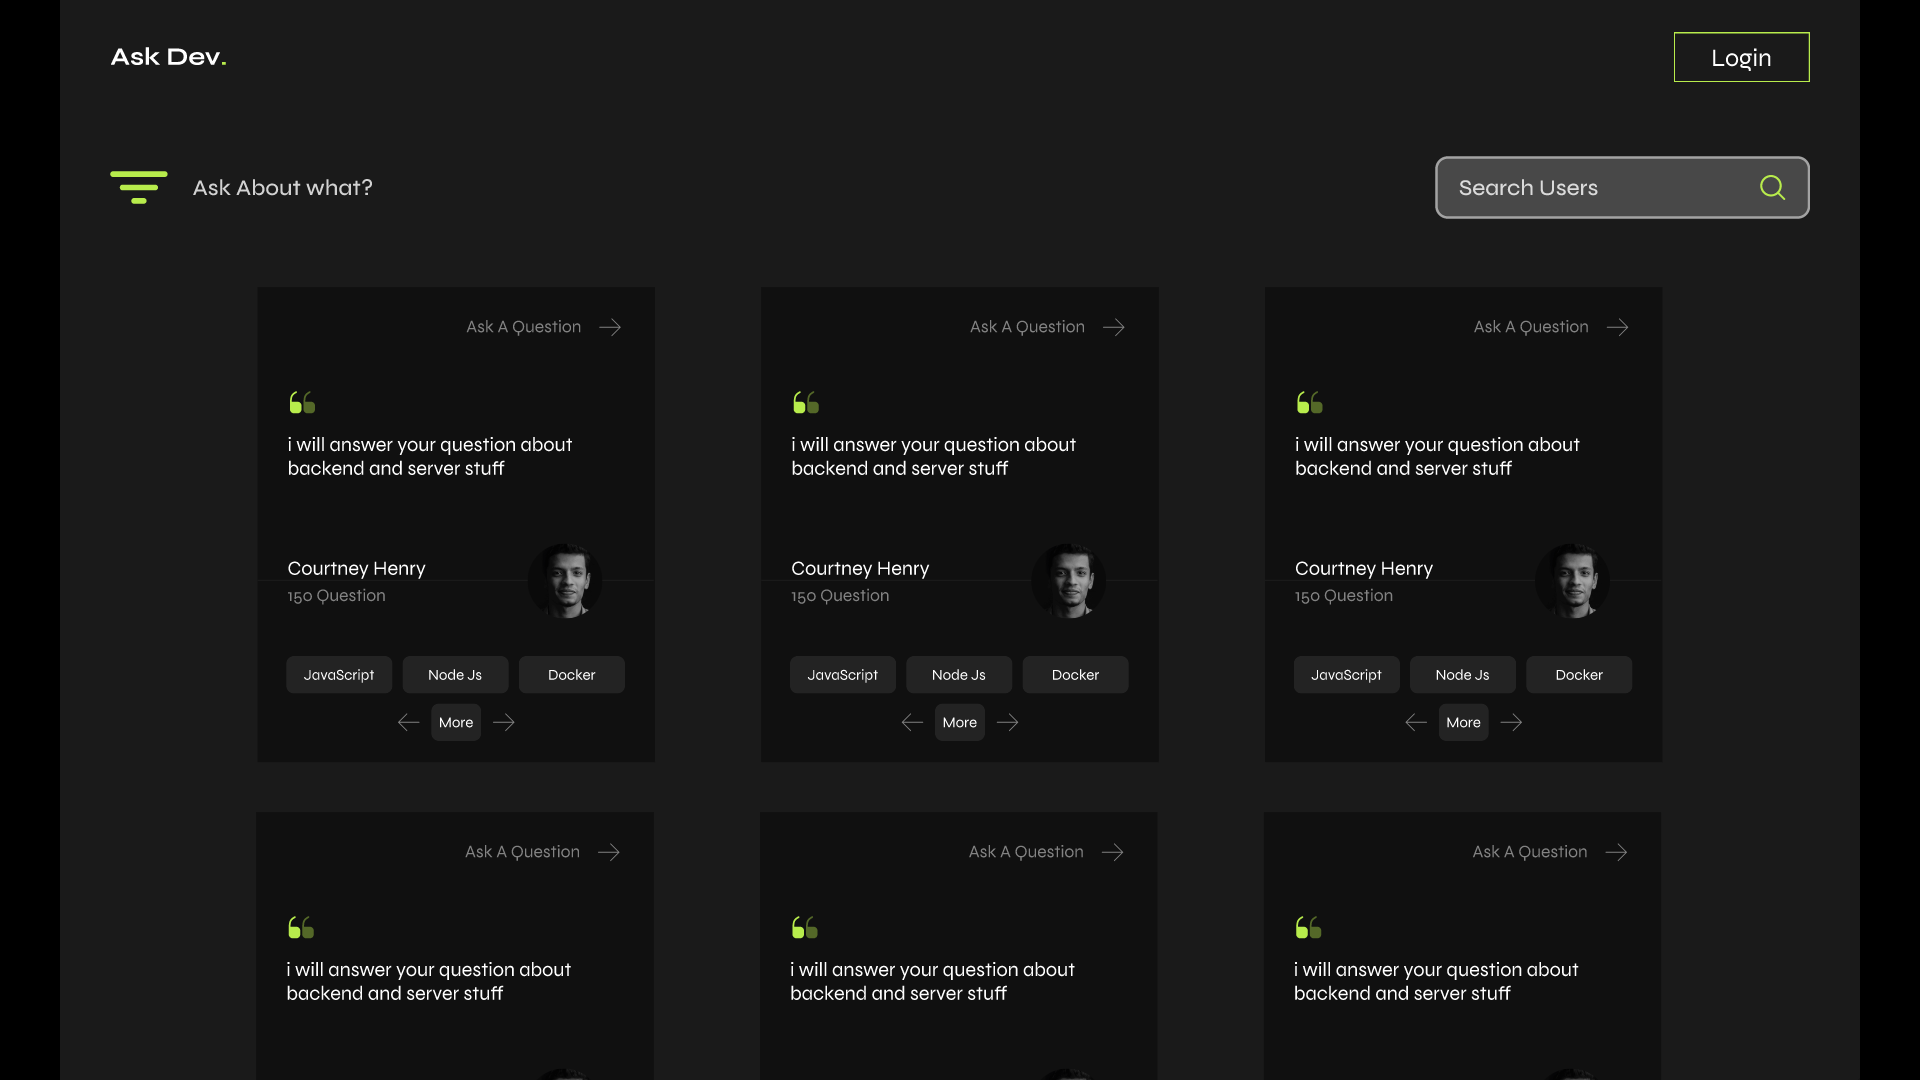 Ask Dev.
Login
Ask About what?
Search Users
Ask A Question
i will answer your question about
backend and server stuff
Courtney Henry
150 Question
JavaScript
Node Js
Docker
More
Ask A Question
i will answer your question about
backend and server stuff
Courtney Henry
150 Question
JavaScript
Node Js
Docker
More
Ask A Question
i will answer your question about
backend and server stuff
Courtney Henry
150 Question
JavaScript
Node Js
Docker
More
Ask A Question
i will answer your question about
backend and server stuff
Ask A Question
i will answer your question about
backend and server stuff
Ask A Question
i will answer your question about
backend and server stuff